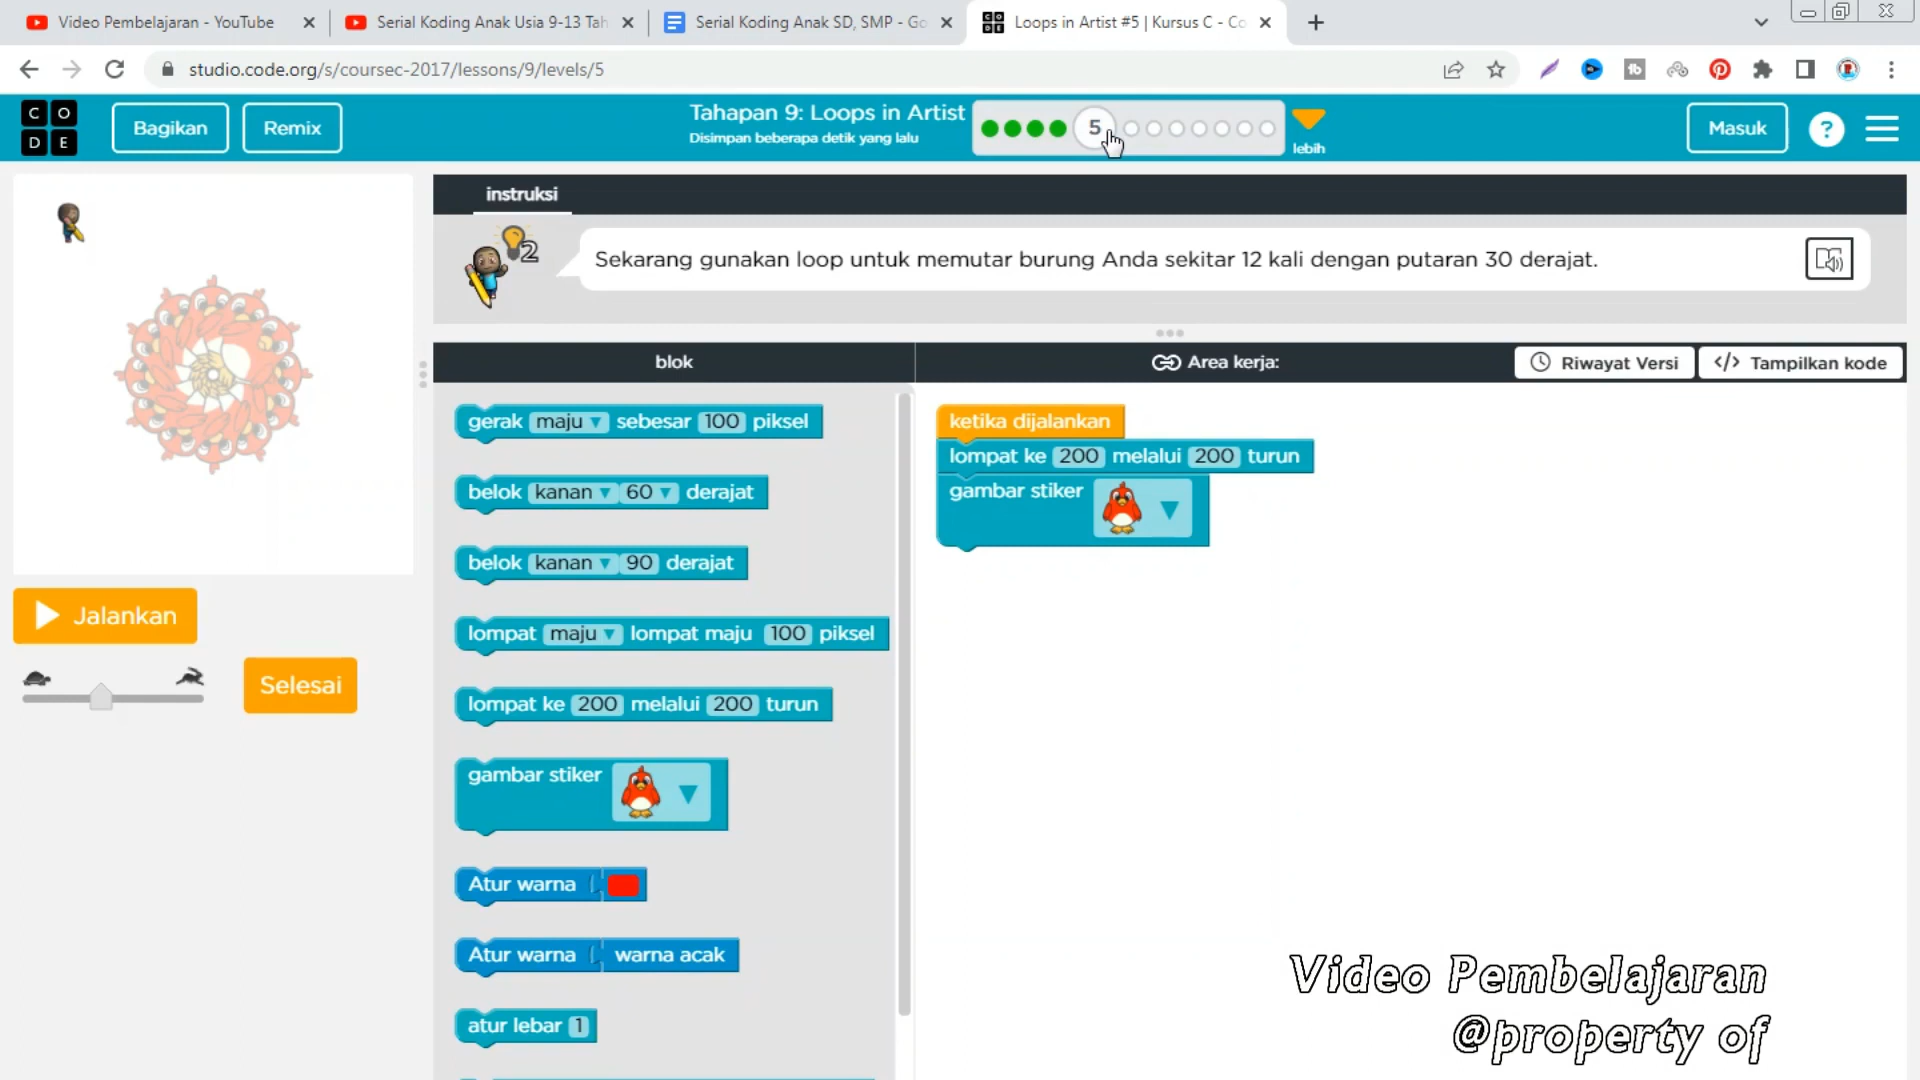 Video Pembelajaran - YouTube
Serial Koding Anak Usia 9-13 Tah
Serial Koding Anak SD, SMP - Go
Loops in Artist #5 | Kursus C - Co
studio.code.org/s/coursec-2017/lessons/9/levels/5
C O D E
Bagikan
Remix
Tahapan 9: Loops in Artist
Disimpan beberapa detik yang lalu
5
lebih
Masuk
?
instruksi
2
Sekarang gunakan loop untuk memutar burung Anda sekitar 12 kali dengan putaran 30 derajat.
blok
Area kerja:
Riwayat Versi
</> Tampilkan kode
gerak maju sebesar 100 piksel
belok kanan 60 derajat
belok kanan 90 derajat
lompat maju lompat maju 100 piksel
lompat ke 200 melalui 200 turun
gambar stiker
Atur warna
Atur warna warna acak
atur lebar 1
ketika dijalankan
lompat ke 200 melalui 200 turun
gambar stiker
Jalankan
Selesai
Video Pembelajaran
@property of